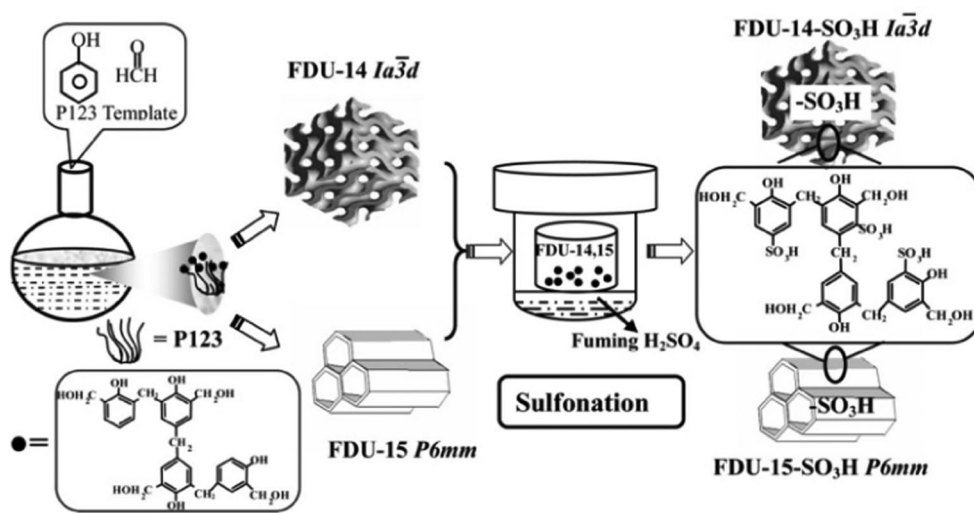 OH
O
HCH
P123 Template
= P123
FDU-14 Ia3̄d
FDU-15 P6mm
FDU-14,15
Fuming H₂SO₄
Sulfonation
FDU-14-SO₃H Ia3̄d
-SO₃H
OH
OH
HOH₂C
CH₂
CH₂OH
SO₃H
SO₃H
CH₂
SO₃H
OH
HOH₂C
CH₂
CH₂OH
OH
-SO₃H
FDU-15-SO₃H P6mm
=
OH
OH
HOH₂C
CH₂
CH₂OH
CH₂
OH
HOH₂C
CH₂
CH₂OH
OH